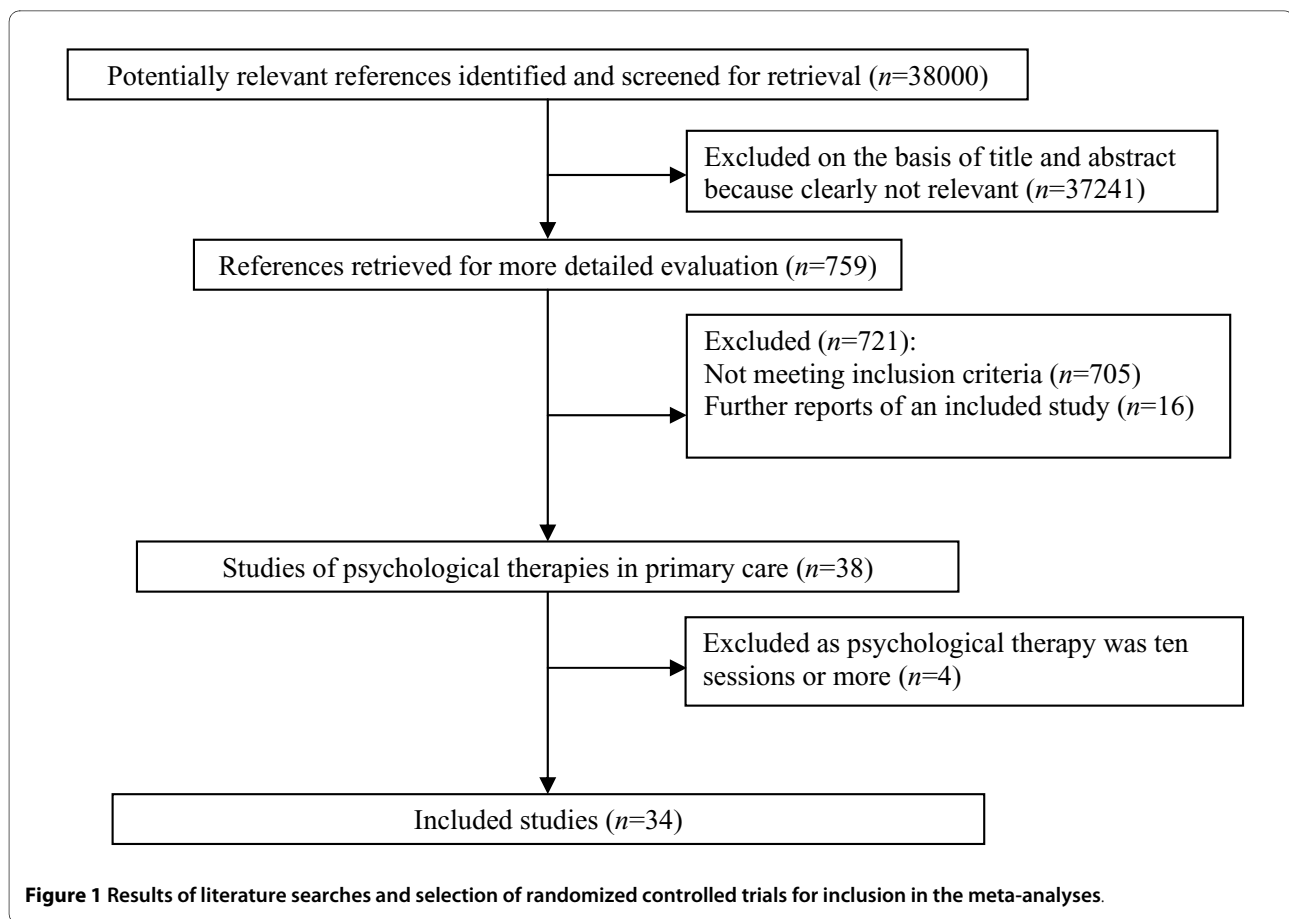 Potentially relevant references identified and screened for retrieval (n=38000)
Excluded on the basis of title and abstract
because clearly not relevant (n=37241)
References retrieved for more detailed evaluation (n=759)
Excluded (n=721):
Not meeting inclusion criteria (n=705)
Further reports of an included study (n=16)
Studies of psychological therapies in primary care (n=38)
Excluded as psychological therapy was ten
sessions or more (n=4)
Included studies (n=34)
Figure 1 Results of literature searches and selection of randomized controlled trials for inclusion in the meta-analyses.